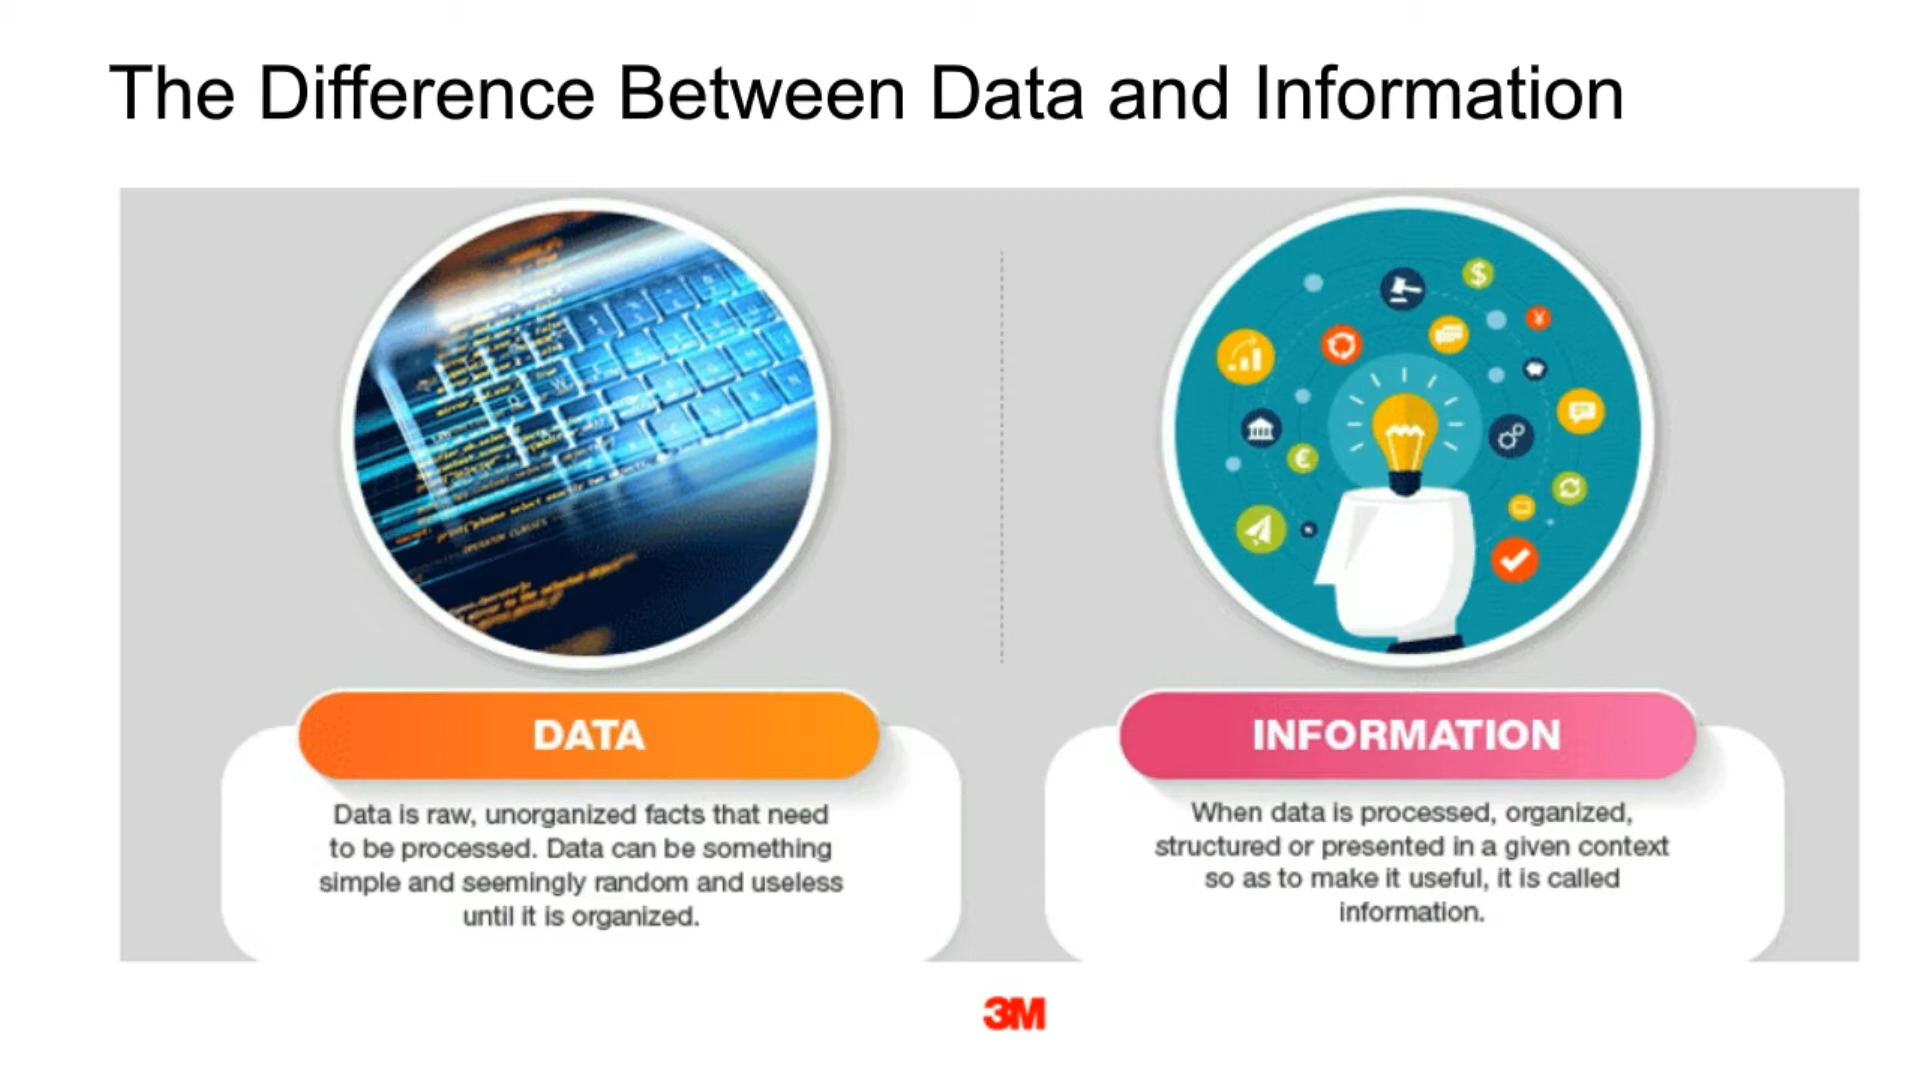 The Difference Between Data and Information
DATA
Data is raw, unorganized facts that need
to be processed. Data can be something
simple and seemingly random and useless
until it is organized.
INFORMATION
When data is processed, organized,
structured or presented in a given context
so as to make it useful, it is called
information.
3M